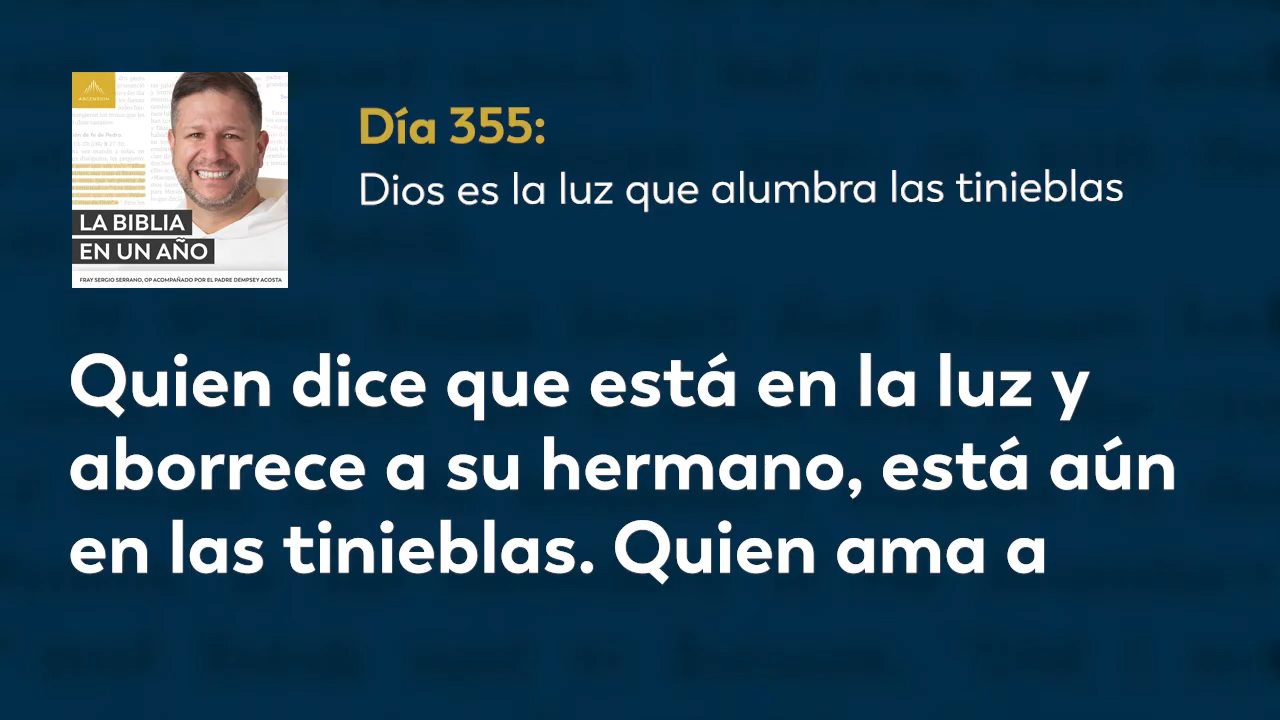 ASCENSION
LA BIBLIA
EN UN AÑO
FRAY SERGIO SERRANO, OP ACOMPAÑADO POR EL PADRE DEMPSEY ACOSTA
Día 355:
Dios es la luz que alumbra las tinieblas
Quien dice que está en la luz y
aborrece a su hermano, está aún
en las tinieblas. Quien ama a